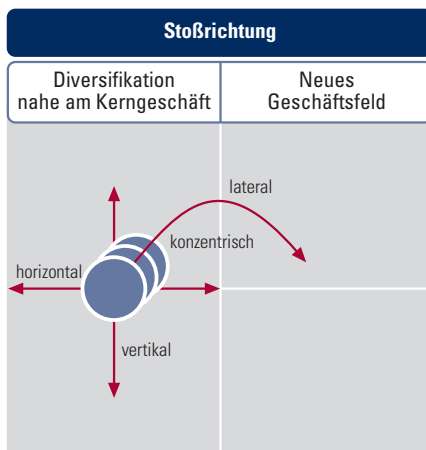 Stoßrichtung
Diversifikation
nahe am Kerngeschäft
Neues
Geschäftsfeld
lateral
konzentrisch
horizontal
vertikal